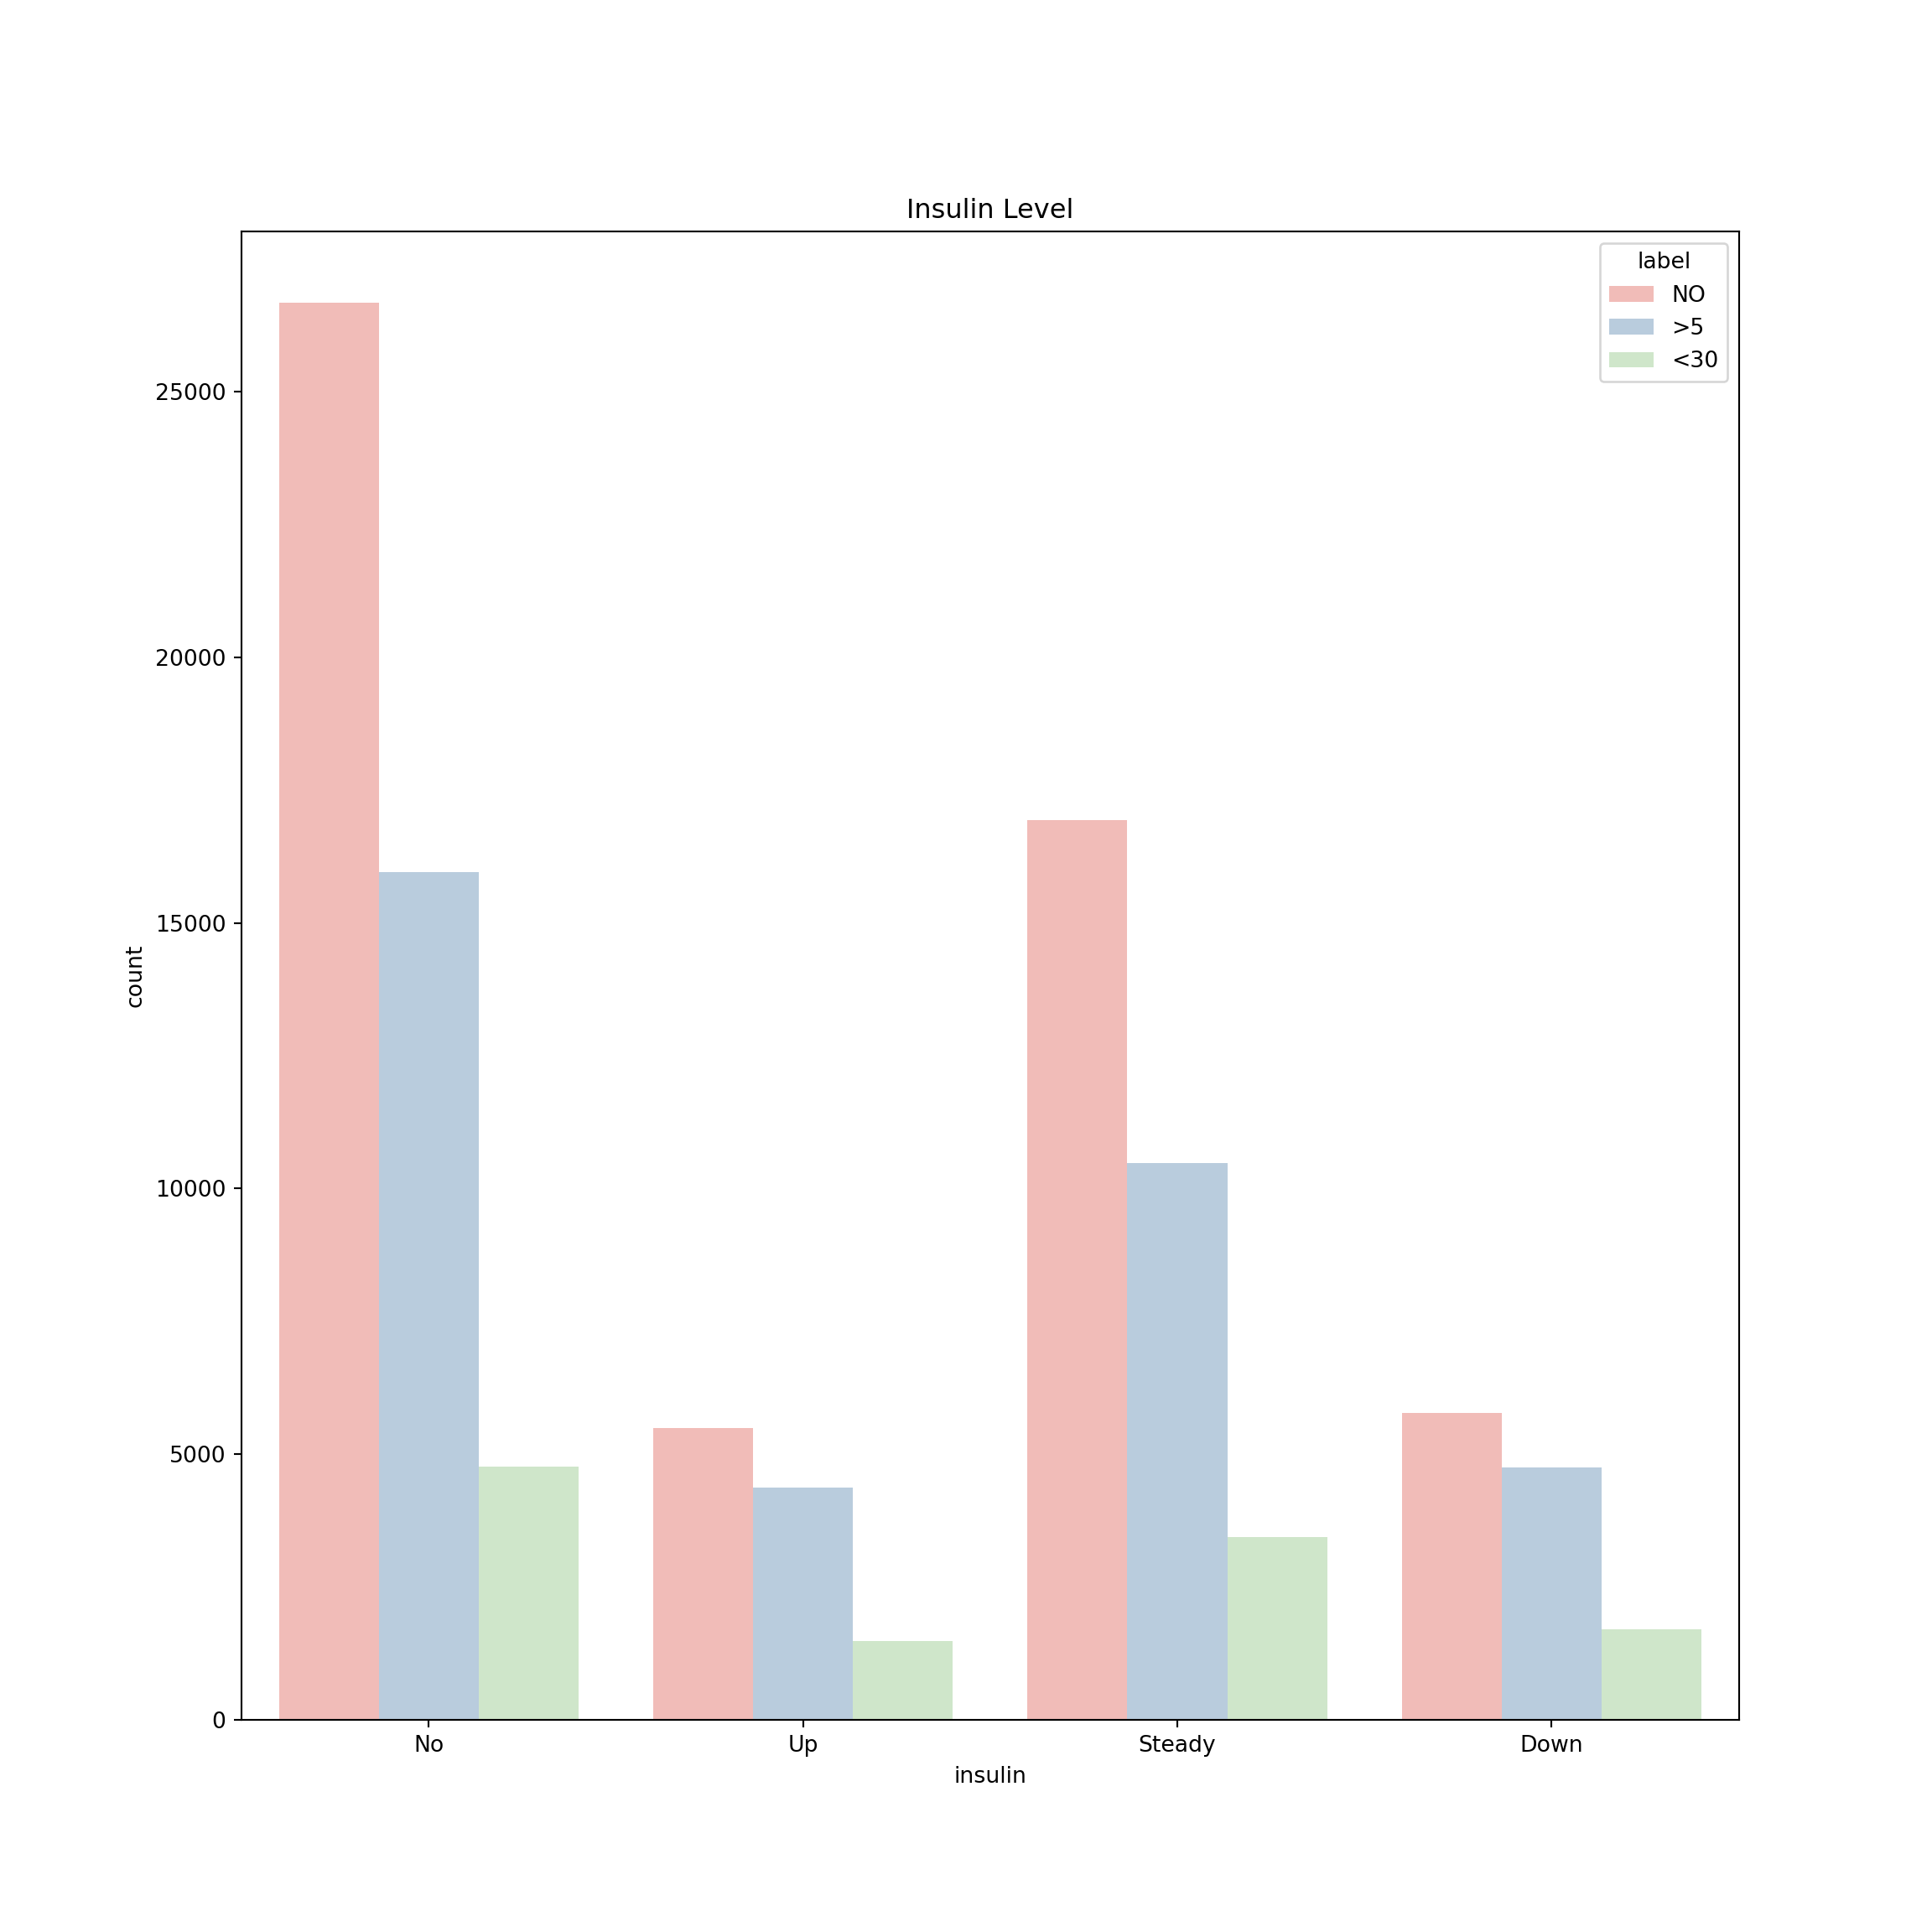 Insulin Level
label
NO
>5
<30
25000
20000
15000
10000
5000
0
count
No Up Steady Down
insulin